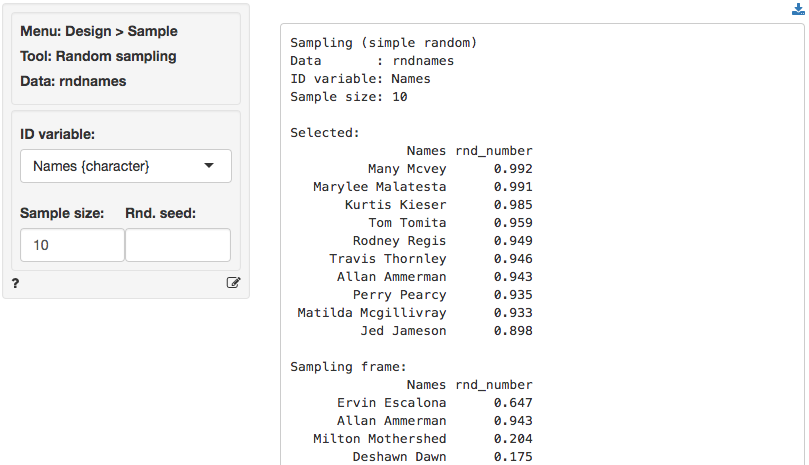 Menu: Design > Sample
Tool: Random sampling
Data: rndnames
ID variable:
Names {character}
Sample size: Rnd. seed:
10
?
Sampling (simple random)
Data : rndnames
ID variable: Names
Sample size: 10
Selected:
Names rnd_number
Many Mcvey 0.992
Marylee Malatesta 0.991
Kurtis Kieser 0.985
Tom Tomita 0.959
Rodney Regis 0.949
Travis Thornley 0.946
Allan Ammerman 0.943
Perry Pearcy 0.935
Matilda Mcgillivray 0.933
Jed Jameson 0.898
Sampling frame:
Names rnd_number
Ervin Escalona 0.647
Allan Ammerman 0.943
Milton Mothershed 0.204
Deshawn Dawn 0.175